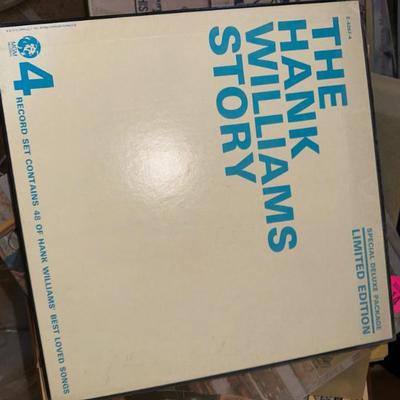 THE
HANK
WILLIAMS
STORY
MGM
4
RECORD SET CONTAINS 48 OF HANK WILLIAMS' BEST LOVED SONGS
SPECIAL DELUXE PACKAGE
LIMITED EDITION